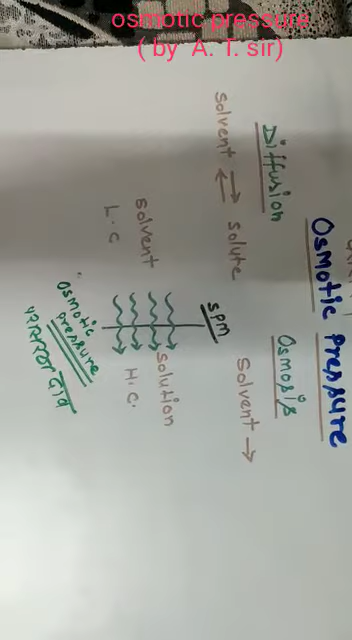 osmotic pressure
( by A. T. sir)
Osmotic pressure
Diffusion
Osmosis
solvent ⇌ solute
solvent →
spm
solvent
solution
L.C
H.C.
osmotic
pressure